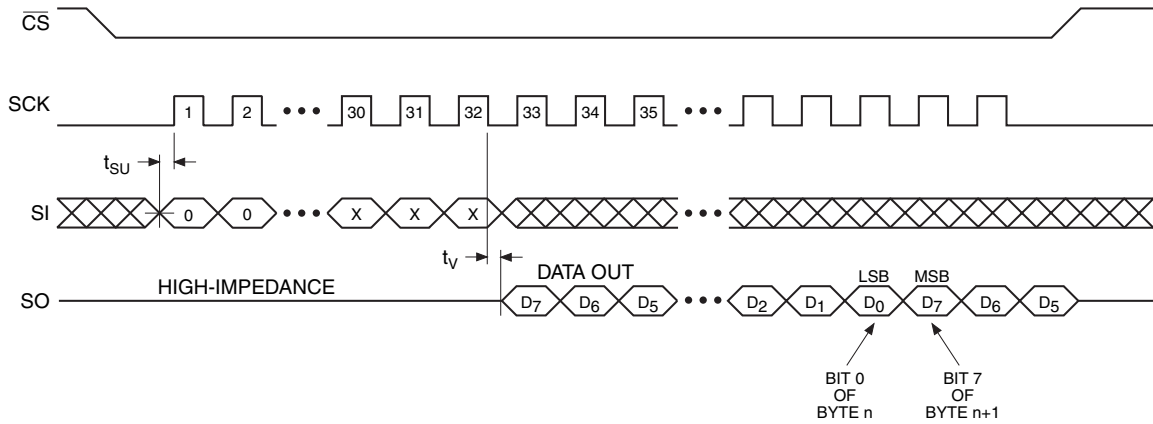 CS
SCK
1 2 ••• 30 31 32 33 34 35 •••
tSU
SI
0 0 ••• X X X •••
tV
HIGH-IMPEDANCE
DATA OUT
LSB MSB
SO
D7 D6 D5 ••• D2 D1 D0 D7 D6 D5
BIT 0
OF
BYTE n
BIT 7
OF
BYTE n+1